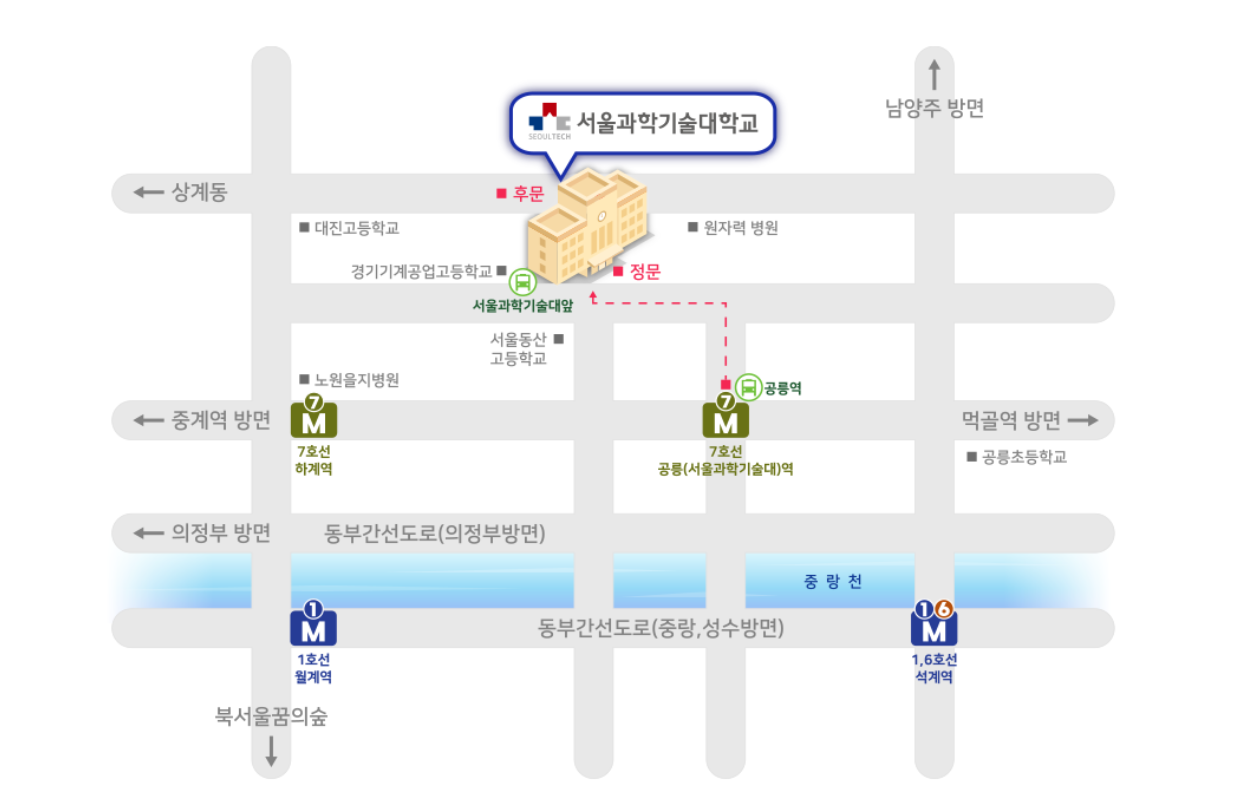 남양주 방면
SEOULTECH
서울과학기술대학교
상계동
후문
대진고등학교
원자력 병원
경기기계공업고등학교
정문
서울과학기술대앞
서울동산
고등학교
노원을지병원
공릉역
7
M
7
M
중계역 방면
먹골역 방면
7호선
하계역
7호선
공릉(서울과학기술대)역
공릉초등학교
의정부 방면
동부간선도로(의정부방면)
중 랑 천
1
M
동부간선도로(중랑,성수방면)
1 6
M
1호선
월계역
1,6호선
석계역
북서울꿈의숲